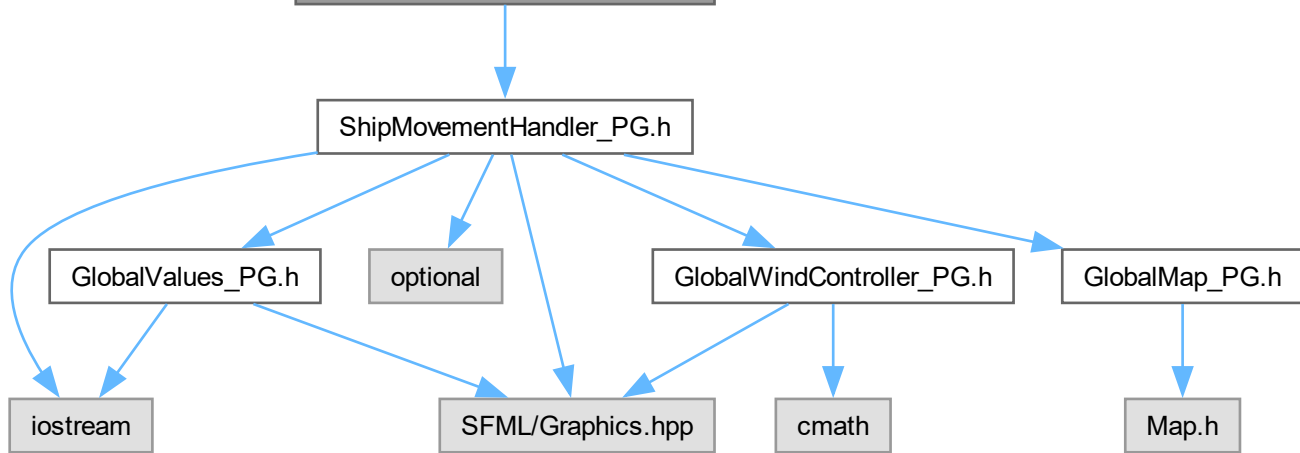 ShipMovementHandler_PG.h
GlobalValues_PG.h
optional
GlobalWindController_PG.h
GlobalMap_PG.h
iostream
SFML/Graphics.hpp
cmath
Map.h